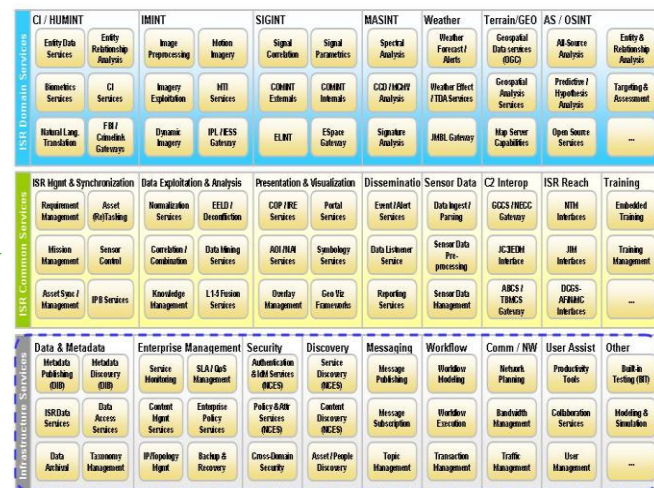 ISR Domain Services
CI / HUMINT
IMINT
SIGINT
MASINT
Weather
Terrain/GEO
AS / OSINT
Entity Data
Services
Entity
Relationship
Analysis
Image
Preprocessing
Motion
Imagery
Signal
Correlation
Signal
Parametrics
Spectral
Analysis
Weather
Forecast /
Alerts
Geospatial
Data services
(OGC)
All-Source
Analysis
Entity &
Relationship
Analysis
Biometrics
Services
CI
Services
Imagery
Exploitation
MTI
Services
COMINT
Externals
COMINT
Internals
CCD / MCHV
Analysis
Weather Effect
/ TDA Services
Geospatial
Analysis
Services
Predictive /
Hypothesis
Analysis
Targeting &
Assessment
Natural Lang.
Translation
FBI /
Crimelink
Gateways
Dynamic
Imagery
IPL / IESS
Gateway
ELINT
ESpace
Gateway
Signature
Analysis
JMBL Gateway
Map Server
Capabilities
Open Source
Services
...
ISR Common Services
ISR Mgmt & Synchronization
Data Exploitation & Analysis
Presentation & Visualization
Disseminatio
Sensor Data
C2 Interop
ISR Reach
Training
Requirement
Management
Asset
(Re)Tasking
Normalization
Services
EELD /
Deconfliction
COP / IRE
Services
Portal
Services
Event / Alert
Services
Data Ingest /
Parsing
GCCS / NECC
Gateway
NTM
Interfaces
Embedded
Training
Mission
Management
Sensor
Control
Correlation /
Combination
Data Mining
Services
AOI / NAI
Services
Symbology
Services
Data Listener
Service
Sensor Data
Pre-
processing
JC3IEDM
Interface
JIM
Interfaces
Training
Management
Asset Sync /
Management
IPB Services
Knowledge
Management
L1-5 Fusion
Services
Overlay
Management
Geo Viz
Frameworks
Reporting
Services
Sensor Data
Management
ABCS /
TBMCS
Gateway
DCGS-
AF/N/MC
Interfaces
...
Infrastructure Services
Data & Metadata
Enterprise Management
Security
Discovery
Messaging
Workflow
Comm / NW
User Assist
Other
Metadata
Publishing
(DIB)
Metadata
Discovery
(DIB)
Service
Monitoring
SLA / QoS
Management
Authentication
& IdM Services
(NCES)
Service
Discovery
(NCES)
Message
Publishing
Workflow
Modeling
Network
Planning
Productivity
Tools
Built-in
Testing (BIT)
ISR Data
Services
Data
Access
Services
Content
Mgmt
Services
Enterprise
Policy
Services
Policy & Attr
Services
(NCES)
Content
Discovery
(NCES)
Message
Subscription
Workflow
Execution
Bandwidth
Management
Collaboration
Services
Modeling &
Simulation
Data
Archival
Taxonomy
Management
IP/Topology
Mgmt
Backup &
Recovery
Cross-Domain
Security
Asset / People
Discovery
Topic
Management
Transaction
Management
Traffic
Management
User
Management
...